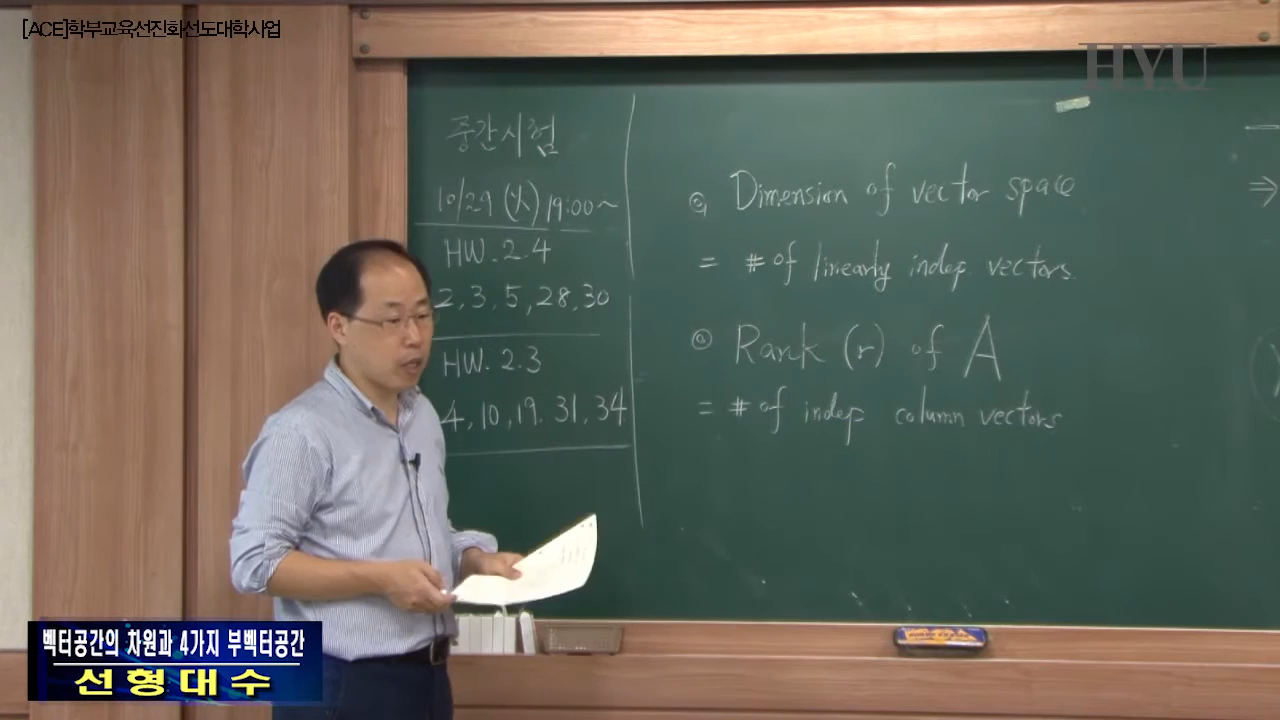 [ACE]학부교육선진화선도대학사업
HYU
중간시험
10/29 (火) 19:00~
HW. 2.4
2, 3, 5, 28, 30
HW. 2.3
4, 10, 19. 31, 34
◎ Dimension of vector space
= # of linearly indep. vectors.
◎ Rank (r) of A
= # of indep column vectors
⇒
벡터공간의 차원과 4가지 부벡터공간
선형대수